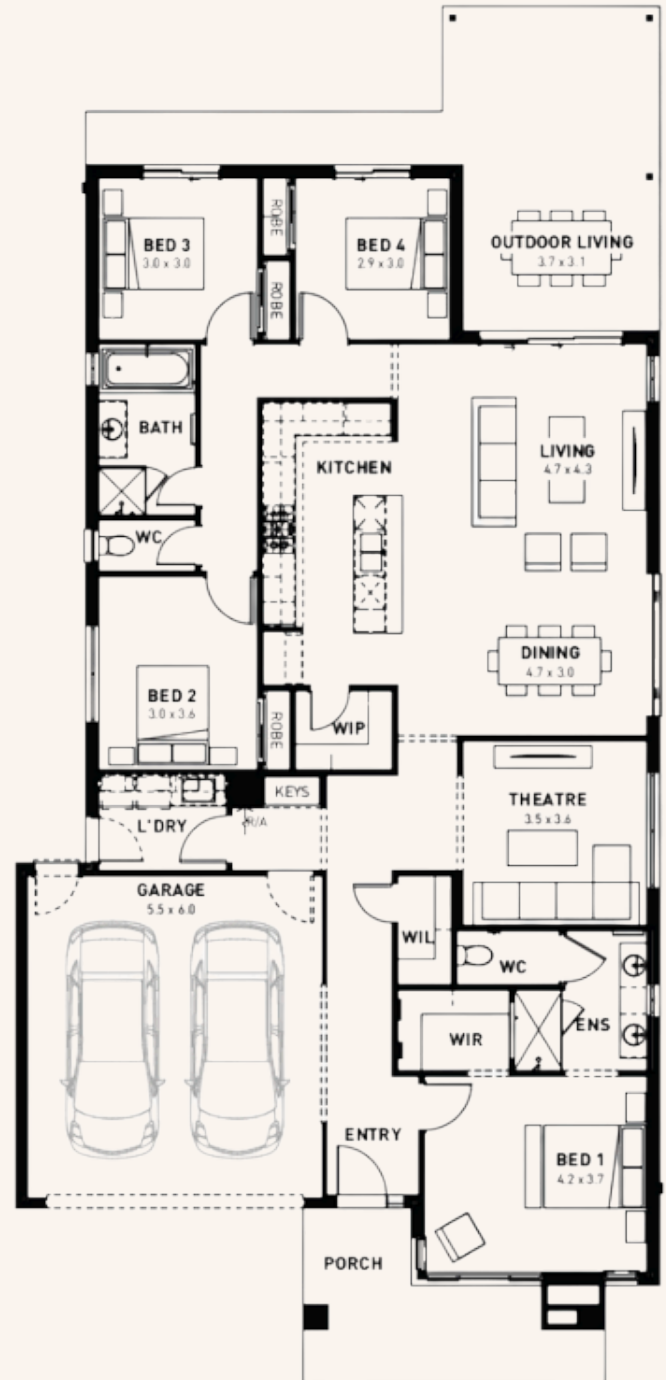 BED 3
3.0 x 3.0
ROBE
ROBE
BED 4
2.9 x 3.0
OUTDOOR LIVING
3.7 x 3.1
BATH
KITCHEN
LIVING
4.7 x 4.3
WC
DINING
4.7 x 3.0
BED 2
3.0 x 3.6
ROBE
WIP
KEYS
L'DRY
R/A
THEATRE
3.5 x 3.6
GARAGE
5.5 x 6.0
WIL
WC
WIR
ENS
ENTRY
BED 1
4.2 x 3.7
PORCH